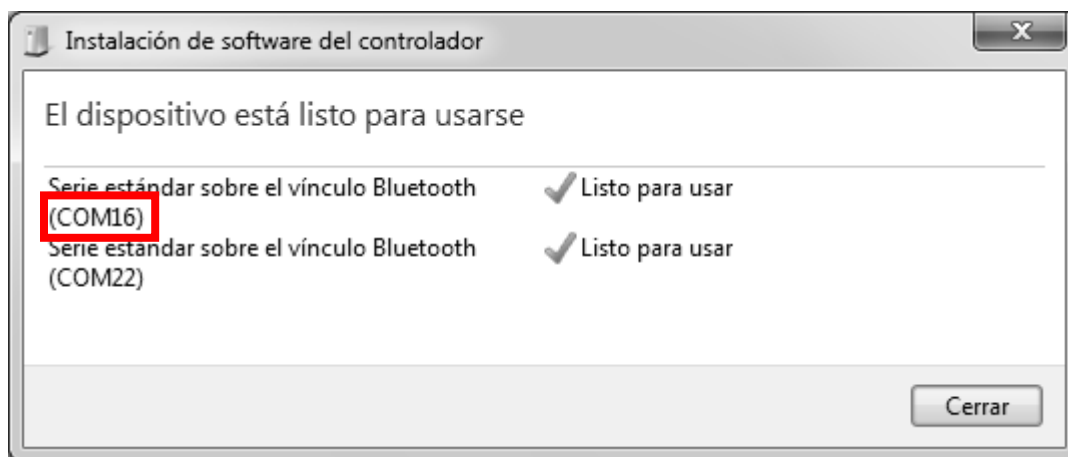 Instalación de software del controlador
El dispositivo está listo para usarse
Serie estándar sobre el vínculo Bluetooth
Listo para usar
(COM16)
Serie estándar sobre el vínculo Bluetooth
Listo para usar
(COM22)
Cerrar